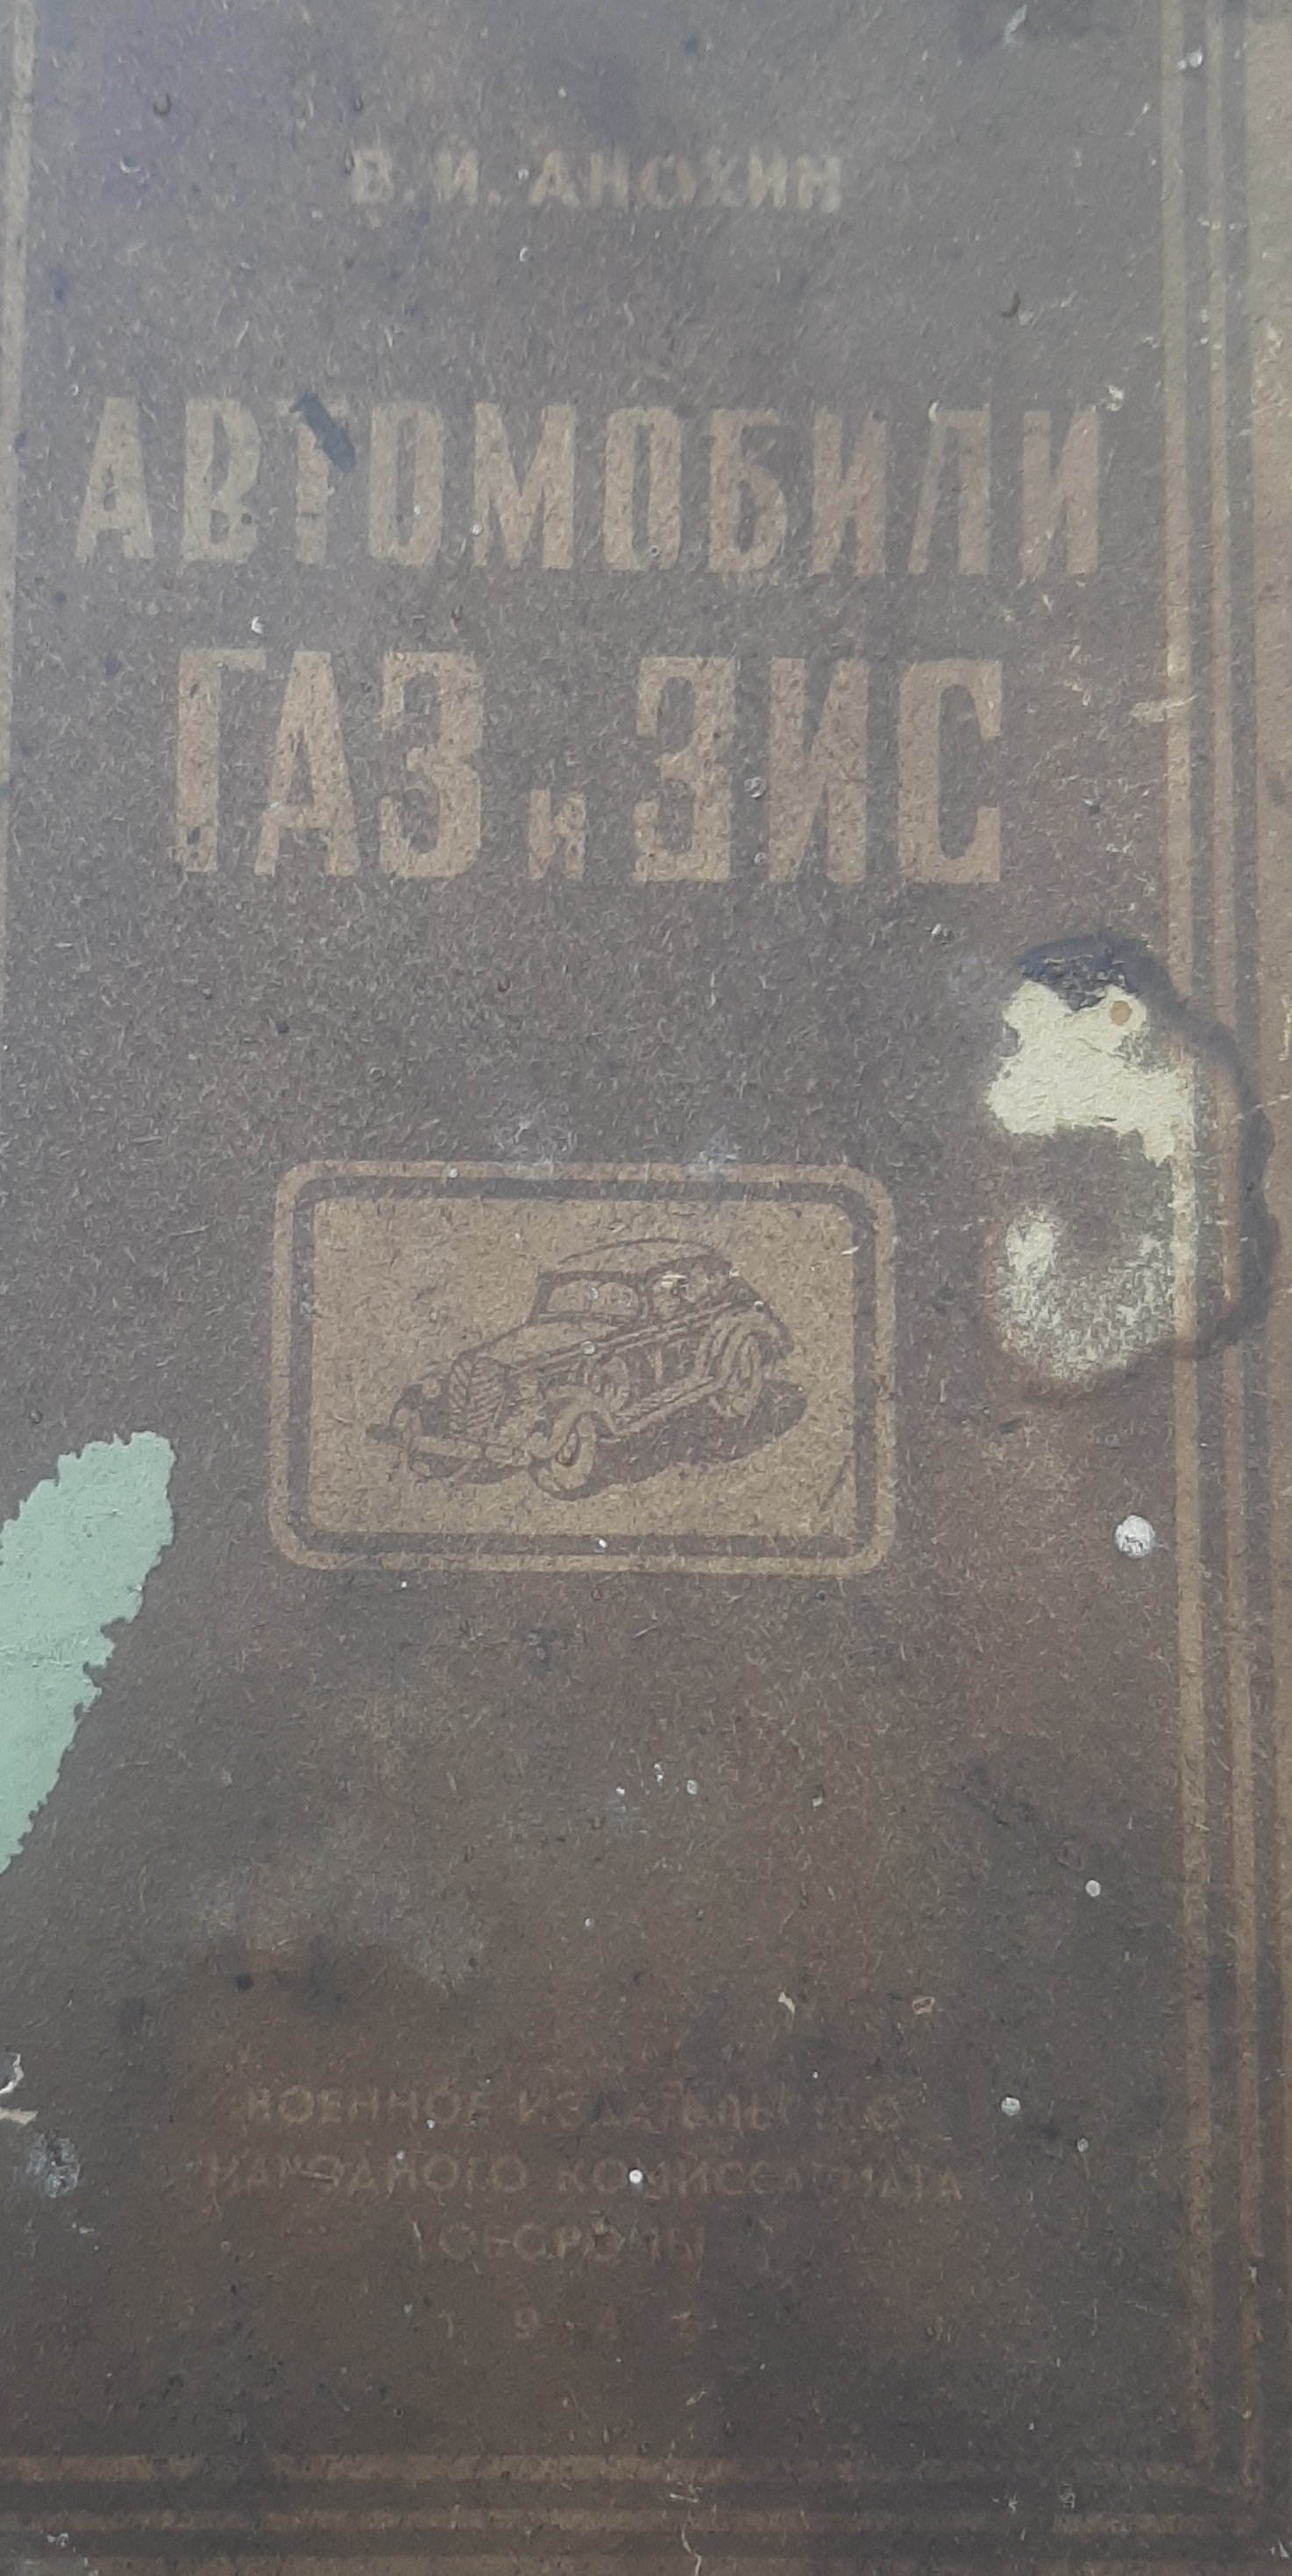 В. И. АНОХИН
АВТОМОБИЛИ
ГАЗ и ЗИС
ВОЕННОЕ ИЗДАТЕЛЬСТВО
НАРОДНОГО КОМИССАРИАТА
ОБОРОНЫ